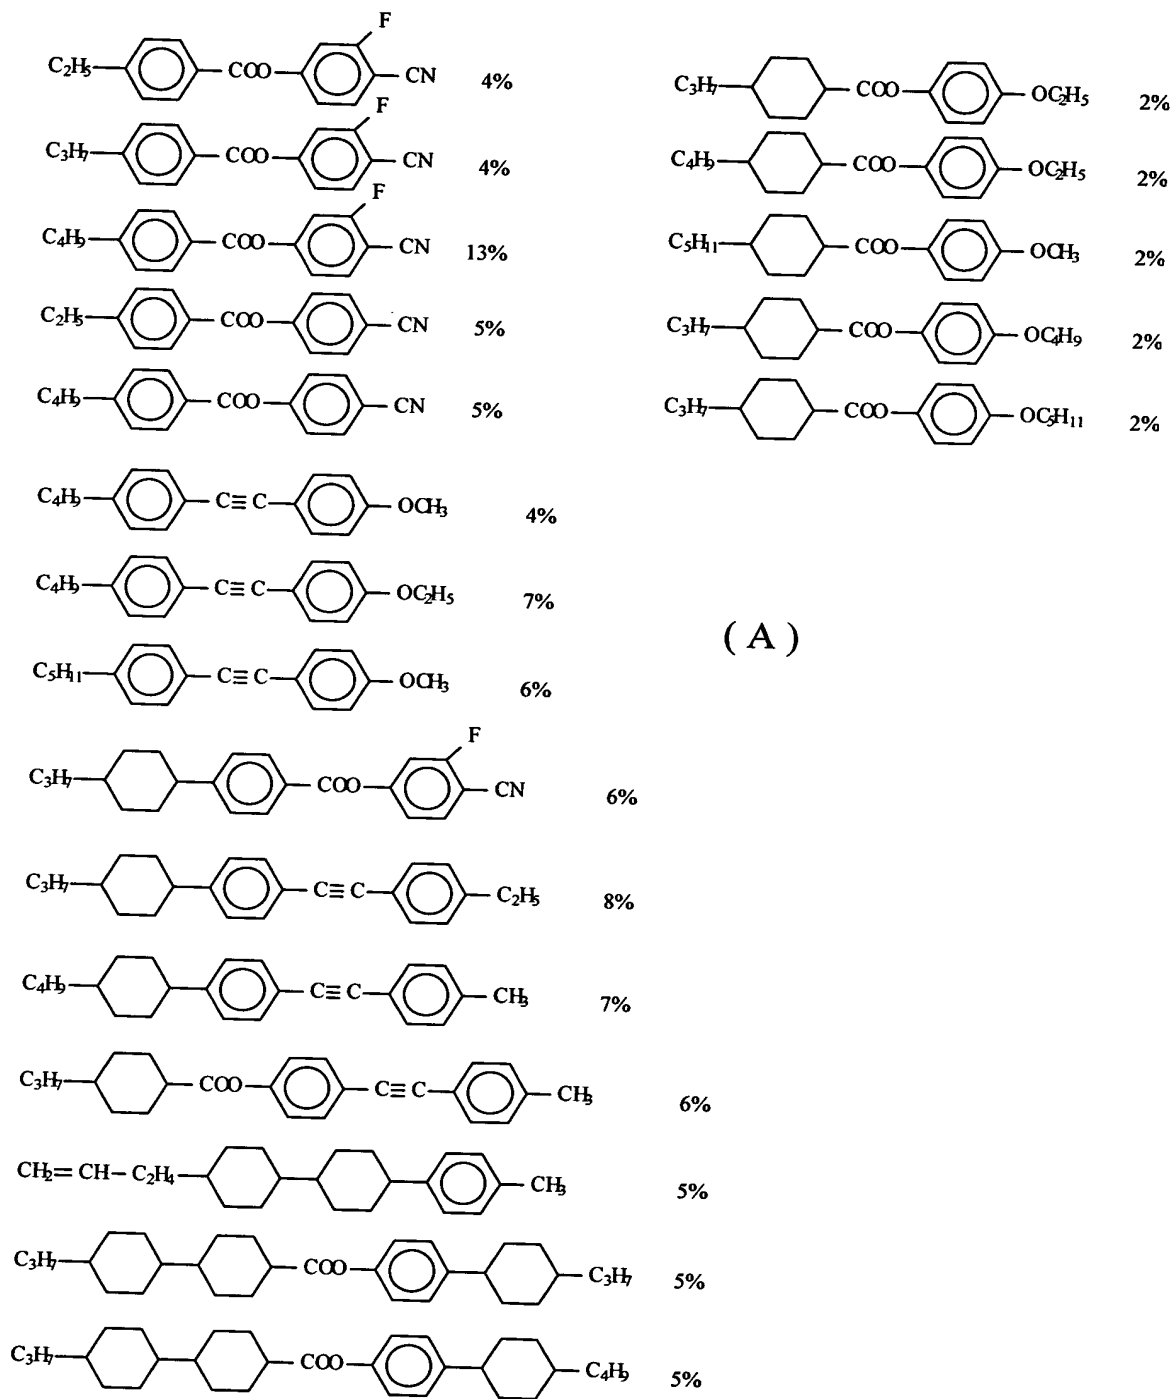 F
C2H5 COO CN 4%
F
C3H7 COO CN 4%
F
C4H9 COO CN 13%
C2H5 COO CN 5%
C4H9 COO CN 5%
C4H9 C≡C OCH3 4%
C4H9 C≡C OC2H5 7%
C5H11 C≡C OCH3 6%
F
C3H7 COO CN 6%
C3H7 C≡C C2H5 8%
C4H9 C≡C CH3 7%
C3H7 COO C≡C CH3 6%
CH2=CH-C2H4 CH3 5%
C3H7 COO C3H7 5%
C3H7 COO C4H9 5%
C3H7 COO OC2H5 2%
C4H9 COO OC2H5 2%
C5H11 COO OCH3 2%
C3H7 COO OC4H9 2%
C3H7 COO OC5H11 2%
( A )